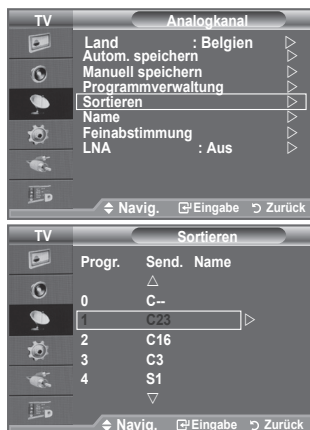 TV Analogkanal
Land : Belgien
Autom. speichern
Manuell speichern
Programmverwaltung
Sortieren
Name
Feinabstimmung
LNA : Aus
Navig. Eingabe Zurück
TV Sortieren
Progr. Send. Name
0 C--
1 C23
2 C16
3 C3
4 S1
Navig. Eingabe Zurück